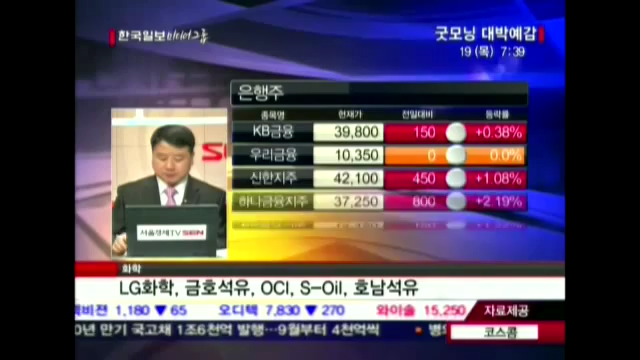 한국일보 미디어그룹
굿모닝 대박예감
19 (목) 7:39
은행주
종목명 현재가 전일대비 등락률
KB금융 39,800 150 +0.38%
우리금융 10,350 0 0.0%
신한지주 42,100 450 +1.08%
하나금융지주 37,250 800 +2.19%
서울경제TV SEN
화학
LG화학, 금호석유, OCI, S-Oil, 호남석유
비젼 1,180 ▼65 오디텍 7,830 ▼270 와이솔 15,250
자료제공
0년 만기 국고채 1조6천억 발행…9월부터 4천억씩
코스콤